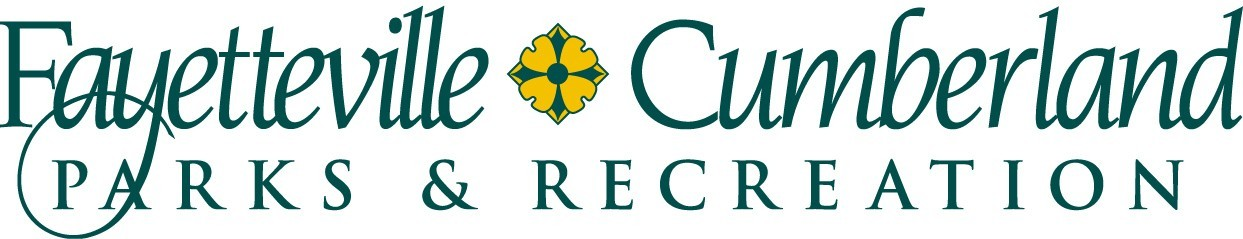 Fayetteville Cumberland
PARKS & RECREATION